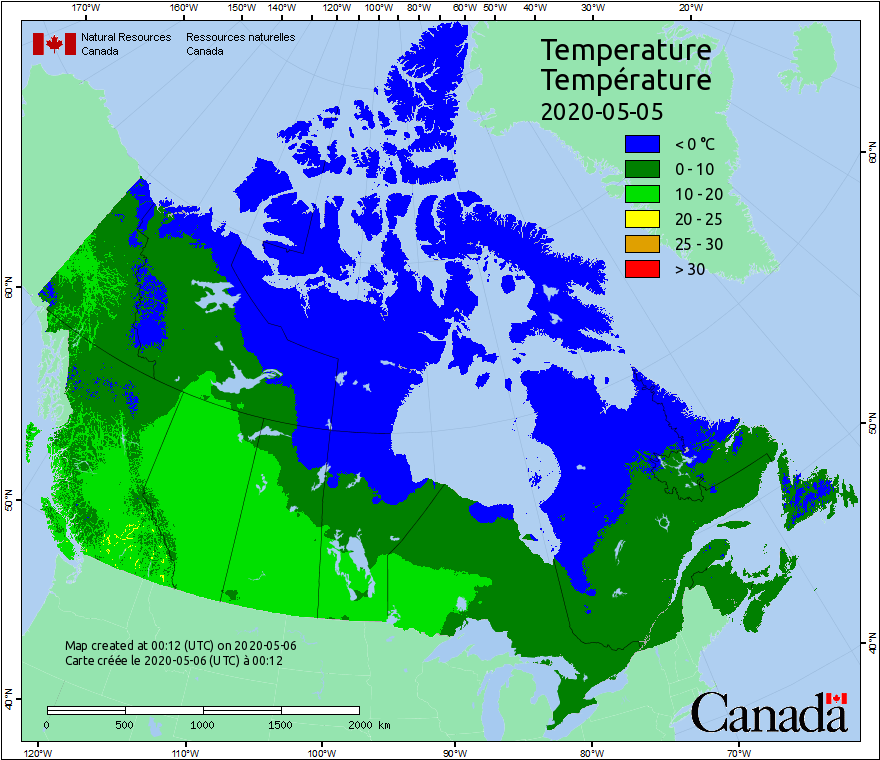 170°W 160°W 150°W 140°W 130°W 120°W 110°W 100°W 90°W 80°W 60°W 50°W 40°W 30°W 20°W
Natural Resources Ressources naturelles
Canada Canada
Temperature
Température
2020-05-05
< 0 °C
0 - 10
10 - 20
20 - 25
25 - 30
> 30
60°N
60°N
50°N
50°N
40°N
40°N
Map created at 00:12 (UTC) on 2020-05-06
Carte créée le 2020-05-06 (UTC) à 00:12
0 500 1000 1500 2000 km
Canada
120°W 110°W 100°W 90°W 80°W 70°W